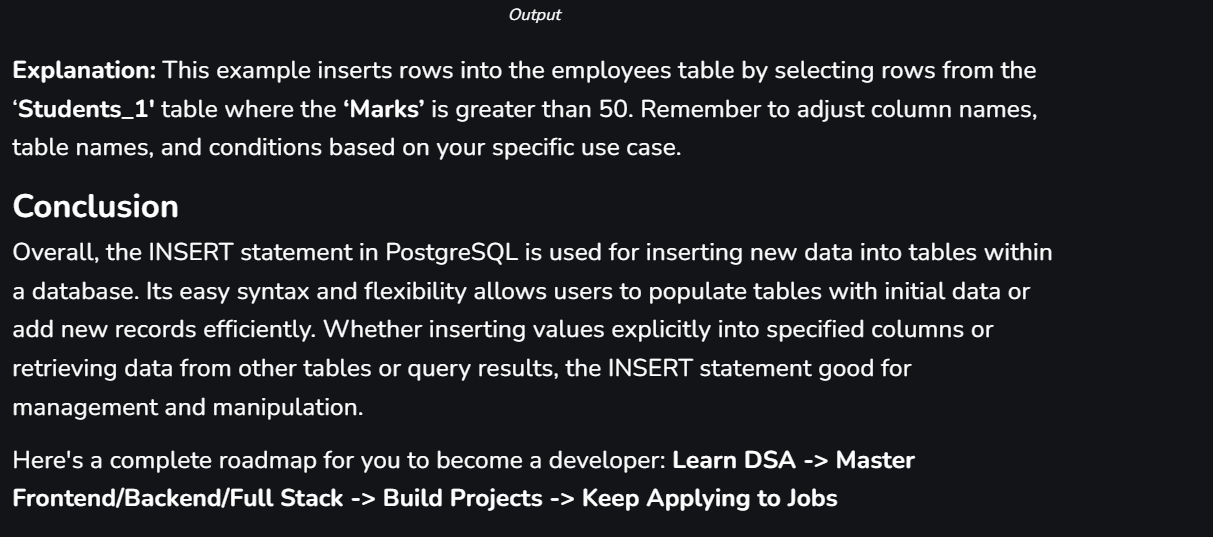 Output
Explanation: This example inserts rows into the employees table by selecting rows from the
‘Students_1' table where the ‘Marks’ is greater than 50. Remember to adjust column names,
table names, and conditions based on your specific use case.
Conclusion
Overall, the INSERT statement in PostgreSQL is used for inserting new data into tables within
a database. Its easy syntax and flexibility allows users to populate tables with initial data or
add new records efficiently. Whether inserting values explicitly into specified columns or
retrieving data from other tables or query results, the INSERT statement good for
management and manipulation.
Here's a complete roadmap for you to become a developer: Learn DSA -> Master
Frontend/Backend/Full Stack -> Build Projects -> Keep Applying to Jobs